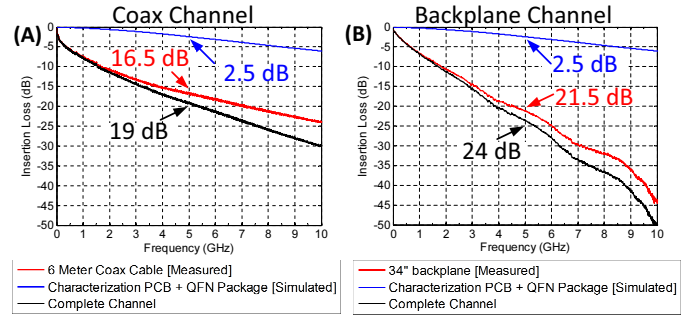 Coax Channel
(A)
0
-5
-10
-15
-20
-25
-30
-35
-40
-45
-50
Insertion Loss (dB)
16.5 dB
2.5 dB
19 dB
0 1 2 3 4 5 6 7 8 9 10
Frequency (GHz)
6 Meter Coax Cable [Measured]
Characterization PCB + QFN Package [Simulated]
Complete Channel
Backplane Channel
(B)
0
-5
-10
-15
-20
-25
-30
-35
-40
-45
-50
Insertion Loss (dB)
2.5 dB
21.5 dB
24 dB
0 1 2 3 4 5 6 7 8 9 10
Frequency (GHz)
34" backplane [Measured]
Characterization PCB + QFN Package [Simulated]
Complete Channel